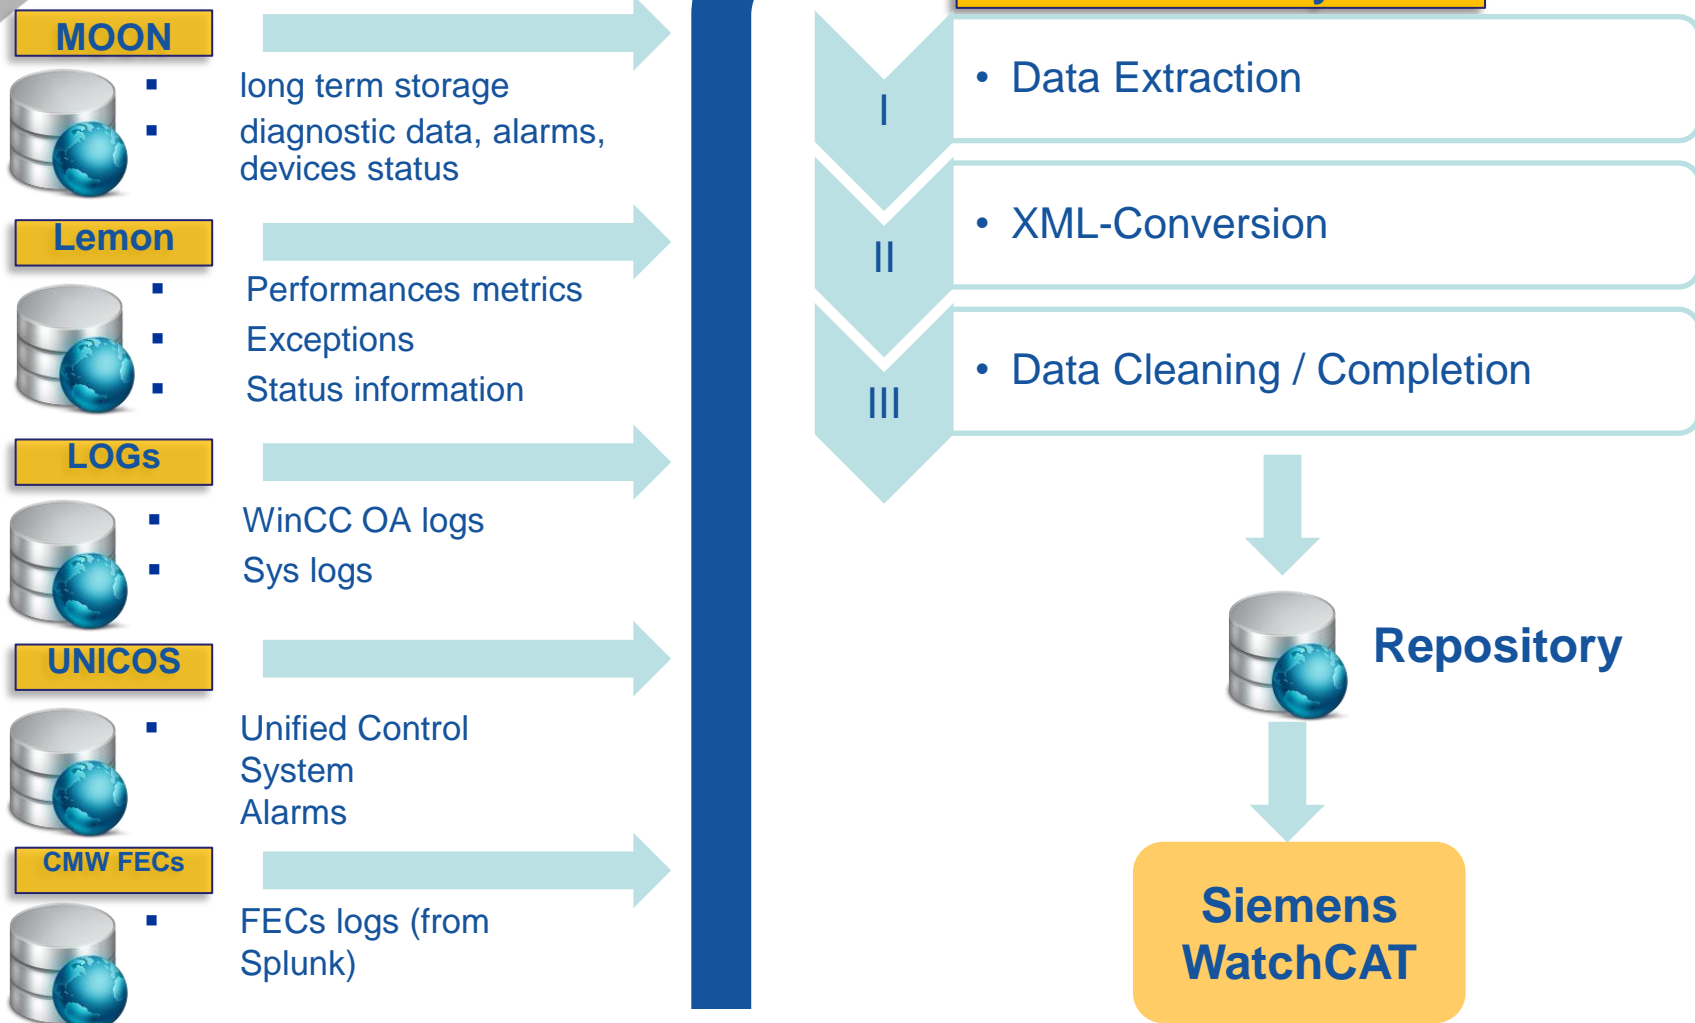 MOON
▪ long term storage
▪ diagnostic data, alarms,
devices status
Lemon
▪ Performances metrics
▪ Exceptions
▪ Status information
LOGs
▪ WinCC OA logs
▪ Sys logs
UNICOS
▪ Unified Control
System
Alarms
CMW FECs
▪ FECs logs (from
Splunk)
I
• Data Extraction
II
• XML-Conversion
III
• Data Cleaning / Completion
Repository
Siemens
WatchCAT